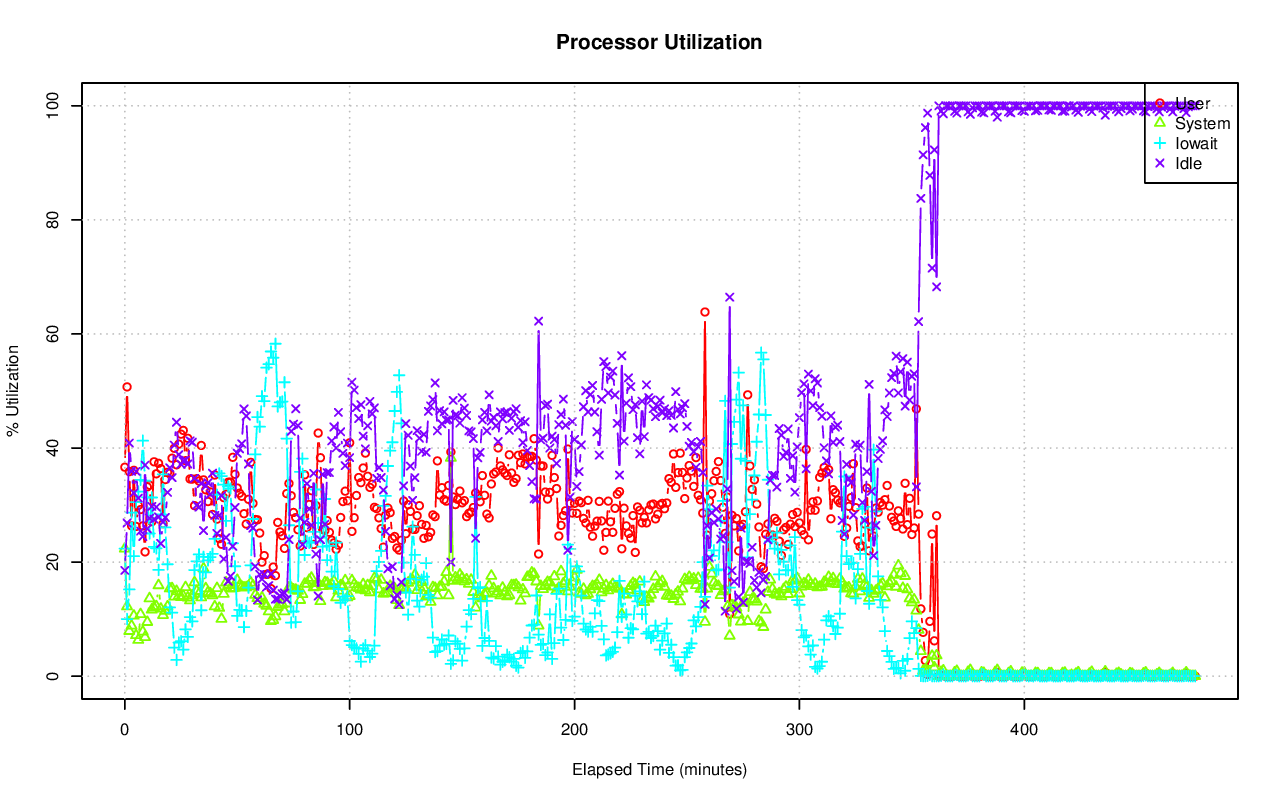 Processor Utilization
User
System
Iowait
Idle
% Utilization
100
80
60
40
20
0
0 100 200 300 400
Elapsed Time (minutes)